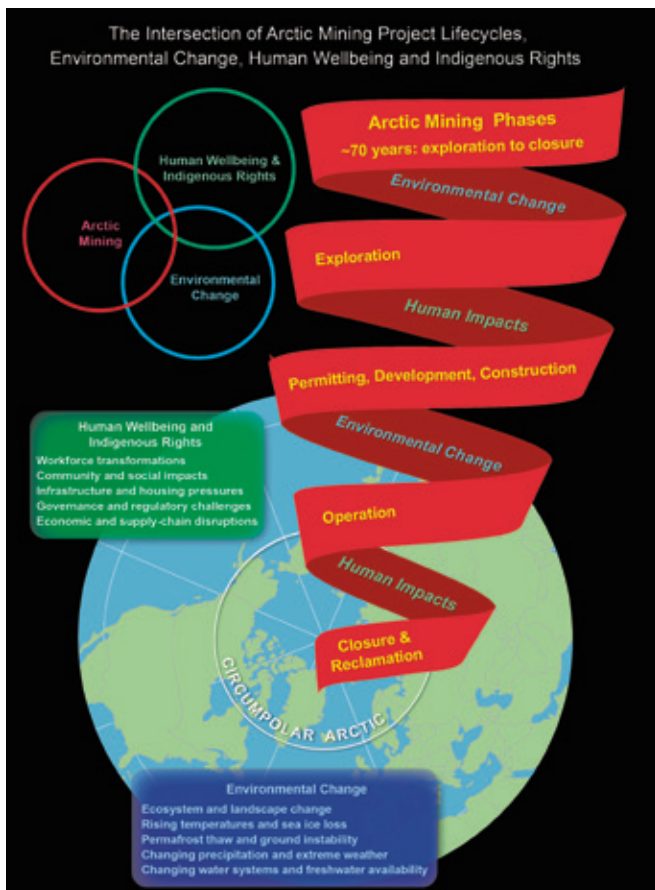 The Intersection of Arctic Mining Project Lifecycles,
Environmental Change, Human Wellbeing and Indigenous Rights
Human Wellbeing &
Indigenous Rights
Arctic
Mining
Environmental
Change
Arctic Mining Phases
~70 years: exploration to closure
Environmental Change
Exploration
Human Impacts
Permitting, Development, Construction
Environmental Change
Operation
Human Impacts
Closure &
Reclamation
Human Wellbeing and
Indigenous Rights
Workforce transformations
Community and social impacts
Infrastructure and housing pressures
Governance and regulatory challenges
Economic and supply-chain disruptions
CIRCUMPOLAR ARCTIC
Environmental Change
Ecosystem and landscape change
Rising temperatures and sea ice loss
Permafrost thaw and ground instability
Changing precipitation and extreme weather
Changing water systems and freshwater availability